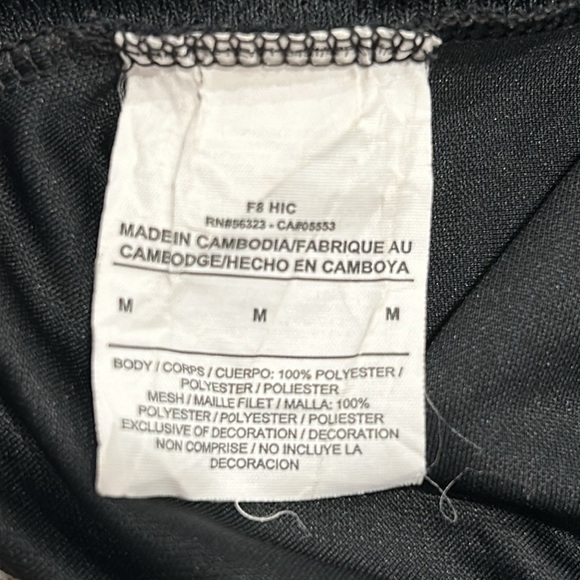 F8 HIC
RN#56323 - CA#05553
MADE IN CAMBODIA/FABRIQUE AU
CAMBODGE/HECHO EN CAMBOYA
M M M
BODY / CORPS / CUERPO: 100% POLYESTER /
POLYESTER / POLIESTER
MESH / MAILLE FILET / MALLA: 100%
POLYESTER / POLYESTER / POLIESTER
EXCLUSIVE OF DECORATION / DECORATION
NON COMPRISE / NO INCLUYE LA
DECORACION